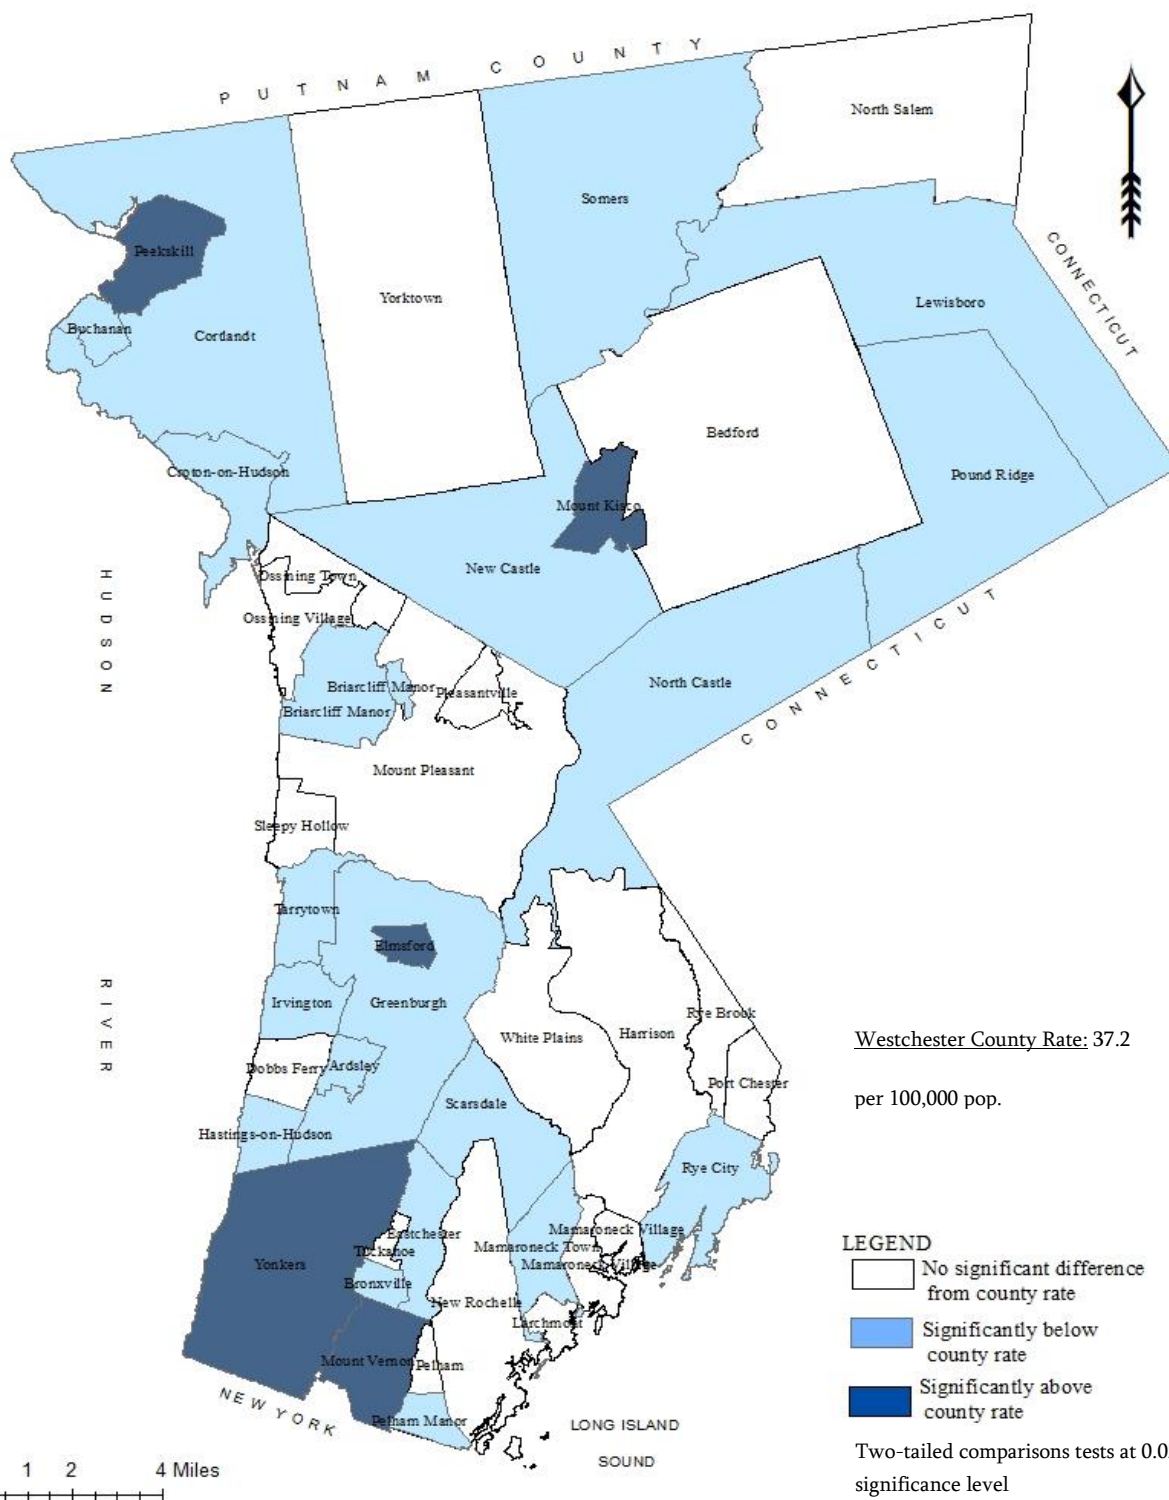 PUTNAM COUNTY
North Salem
Somers
Peekskill
Yorktown
CONNECTICUT
Lewisboro
Buchanan
Cortlandt
Bedford
Croton-on-Hudson
Pound Ridge
Mount Kisco
New Castle
Ossining Town
HUDSON
Ossining Village
CONNECTICUT
North Castle
Briarcliff Manor
Pleasantville
Briarcliff Manor
Mount Pleasant
Sleepy Hollow
Tarrytown
Elmsford
RIVER
Irvington
Greenburgh
Rye Brook
White Plains
Harrison
Westchester County Rate: 37.2
per 100,000 pop.
Dobbs Ferry
Ardsley
Port Chester
Scarsdale
Hastings-on-Hudson
Rye City
Eastchester
Mamaroneck Village
Tuckahoe
Mamaroneck Town
Yonkers
Mamaroneck Village
Bronxville
New Rochelle
Larchmont
Mount Vernon
Pelham
NEW YORK
Pelham Manor
LONG ISLAND
SOUND
LEGEND
No significant difference
from county rate
Significantly below
county rate
Significantly above
county rate
Two-tailed comparisons tests at
significance level
1 2 4 Miles